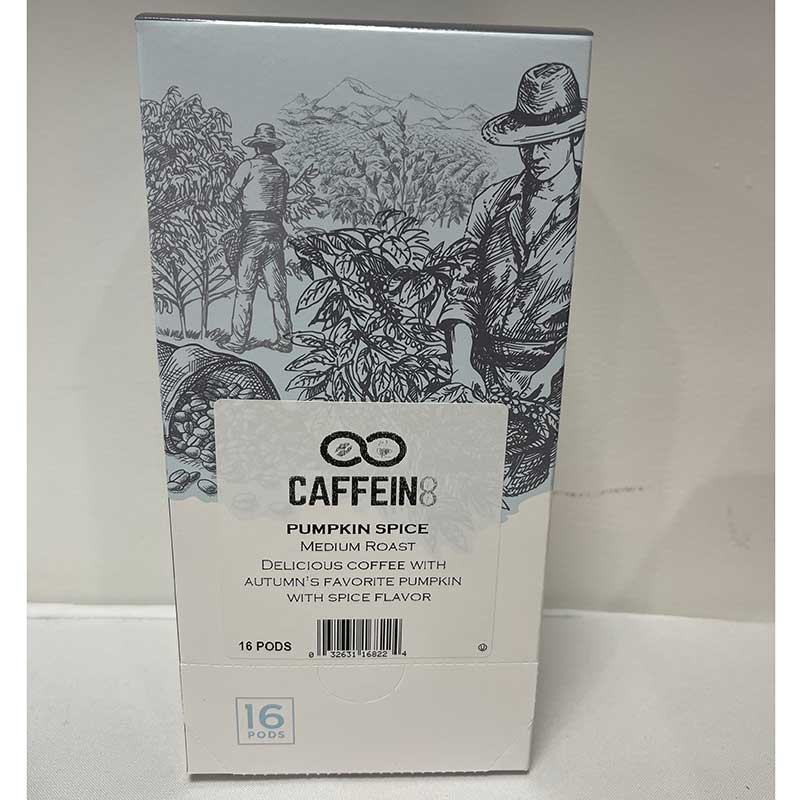 CAFFEIN8
PUMPKIN SPICE
MEDIUM ROAST
DELICIOUS COFFEE WITH
AUTUMN'S FAVORITE PUMPKIN
WITH SPICE FLAVOR
16 PODS
0 32631 16822 4
U
16
PODS